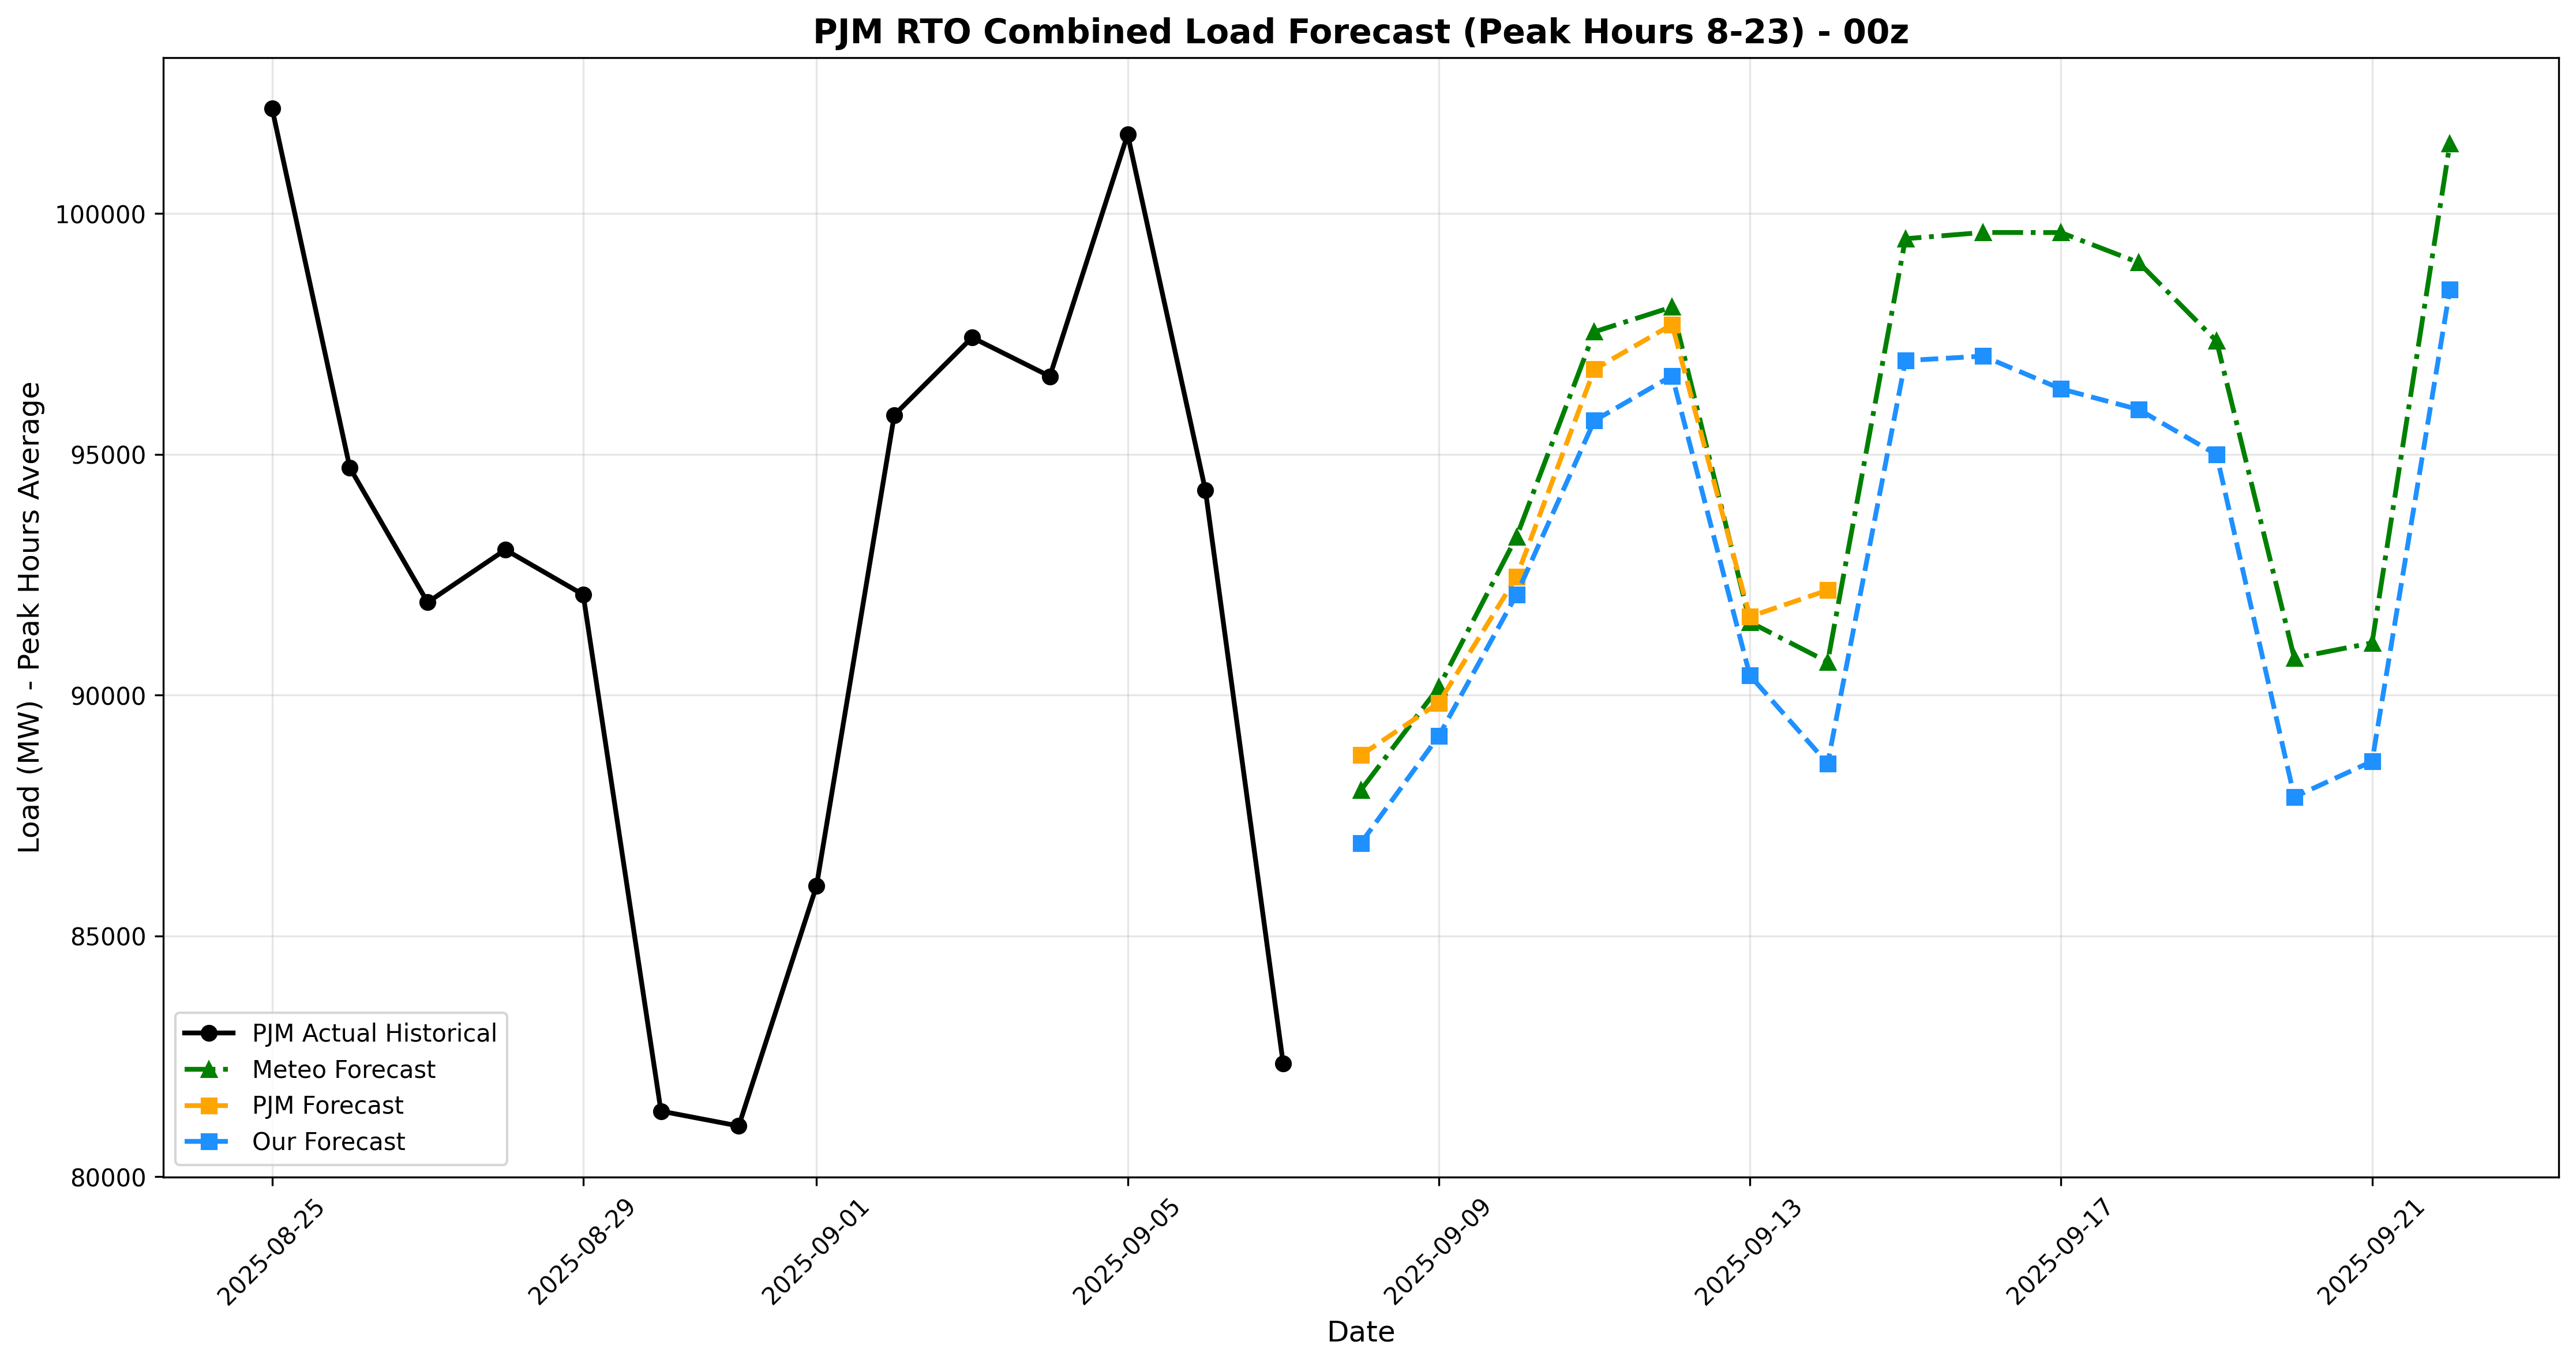 PJM RTO Combined Load Forecast (Peak Hours 8-23) - 00z
Load (MW) - Peak Hours Average
100000
95000
90000
85000
80000
PJM Actual Historical
Meteo Forecast
PJM Forecast
Our Forecast
2025-08-25
2025-08-29
2025-09-01
2025-09-05
2025-09-09
2025-09-13
2025-09-17
2025-09-21
Date